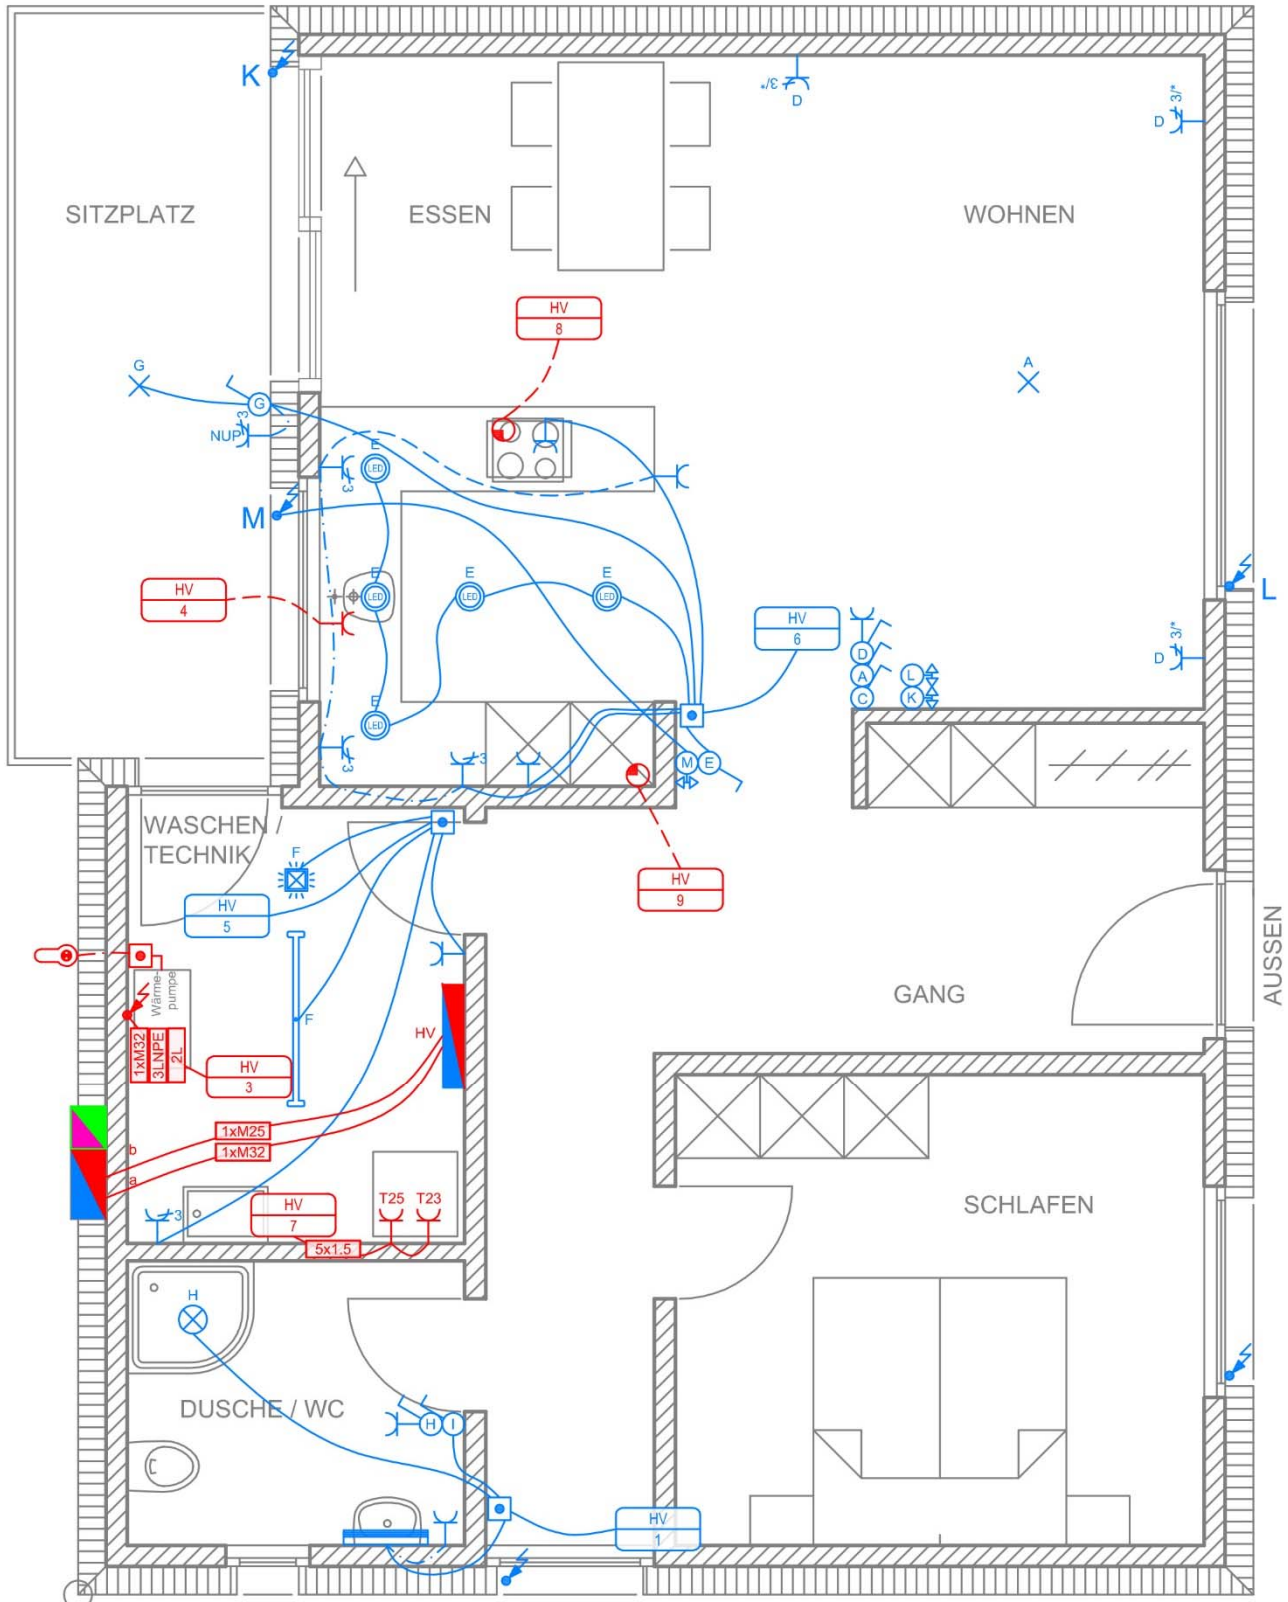 K
3/*
D
D
3/*
SITZPLATZ
ESSEN
WOHNEN
HV
8
G
A
G
3
NUP
E
LED
3
M
E
LED
E
LED
E
LED
L
HV
4
HV
6
D
A
C
L
K
D
3/*
E
LED
3
3
M
E
WASCHEN /
TECHNIK
F
HV
5
HV
9
GANG
AUSSEN
Wärme-
pumpe
F
HV
1xM32
3LNPE
2L
HV
3
b
1xM25
1xM32
a
3
HV
7
T25
T23
5x1.5
SCHLAFEN
H
DUSCHE / WC
H
I
HV
1